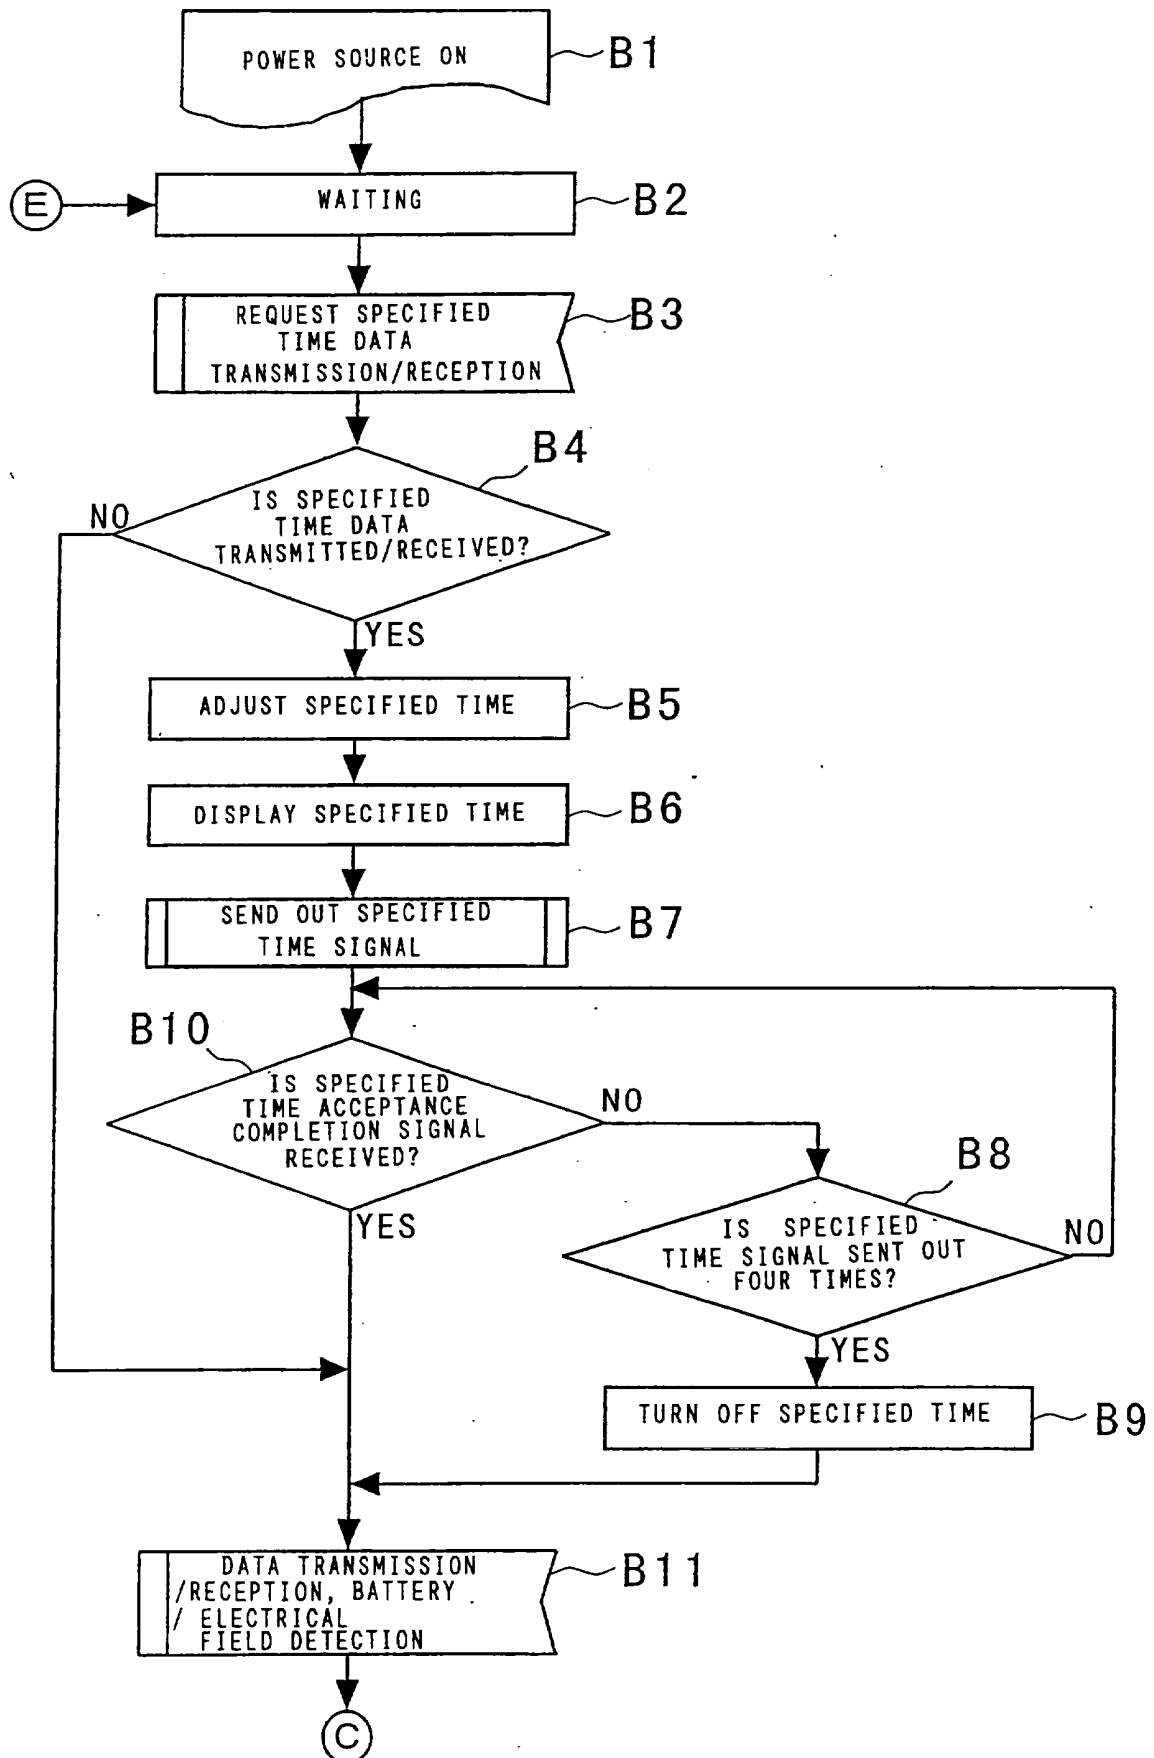 POWER SOURCE ON
B1
E
WAITING
B2
REQUEST SPECIFIED
TIME DATA
TRANSMISSION/RECEPTION
B3
B4
IS SPECIFIED
TIME DATA
TRANSMITTED/RECEIVED?
NO
YES
ADJUST SPECIFIED TIME
B5
DISPLAY SPECIFIED TIME
B6
SEND OUT SPECIFIED
TIME SIGNAL
B7
B10
IS SPECIFIED
TIME ACCEPTANCE
COMPLETION SIGNAL
RECEIVED?
NO
YES
B8
IS SPECIFIED
TIME SIGNAL SENT OUT
FOUR TIMES?
NO
YES
TURN OFF SPECIFIED TIME
B9
DATA TRANSMISSION
/RECEPTION, BATTERY
/ ELECTRICAL
FIELD DETECTION
B11
C